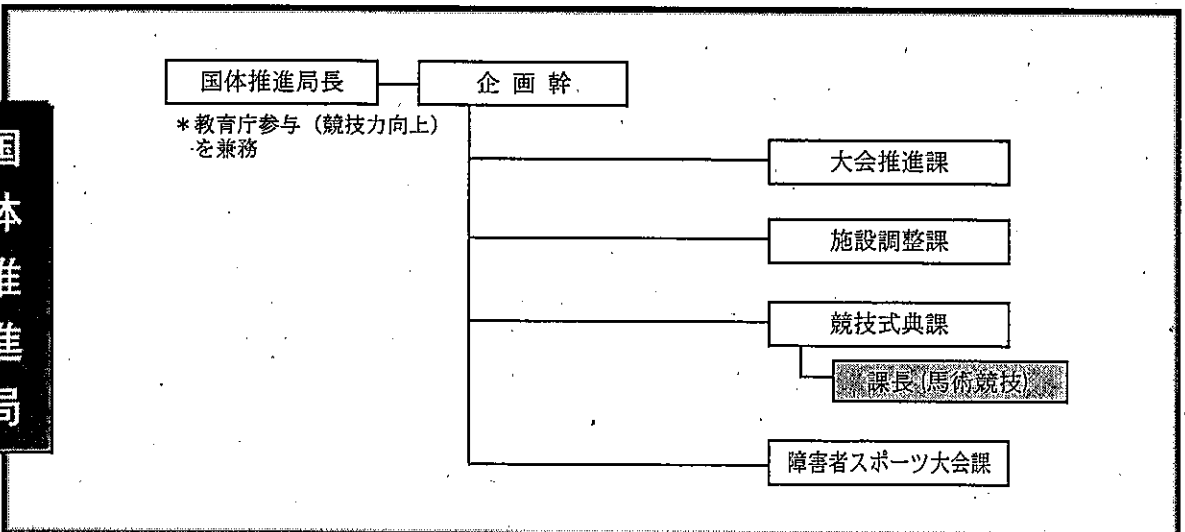 国体推進局
国体推進局長
企画幹
*教育庁参与（競技力向上）
を兼務
大会推進課
施設調整課
競技式典課
課長（馬術競技）
障害者スポーツ大会課